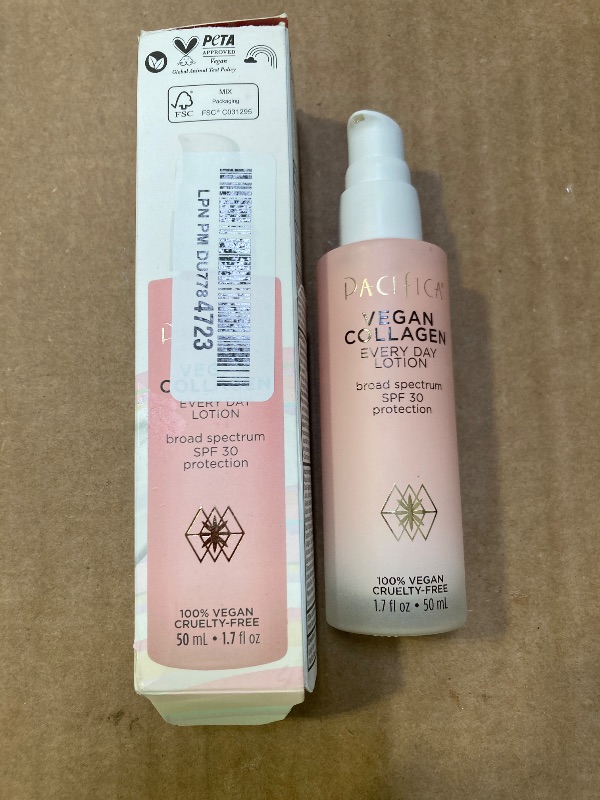 PeTA
APPROVED
Vegan
Global Animal Test Policy
FSC
MIX
Packaging
FSC® C031295
LPN PM DU7784723
EVERY DAY
LOTION
broad spectrum
SPF 30
protection
100% VEGAN
CRUELTY-FREE
50 mL • 1.7 fl oz
PACIFICA®
VEGAN
COLLAGEN
EVERY DAY
LOTION
broad spectrum
SPF 30
protection
100% VEGAN
CRUELTY-FREE
1.7 fl oz • 50 mL